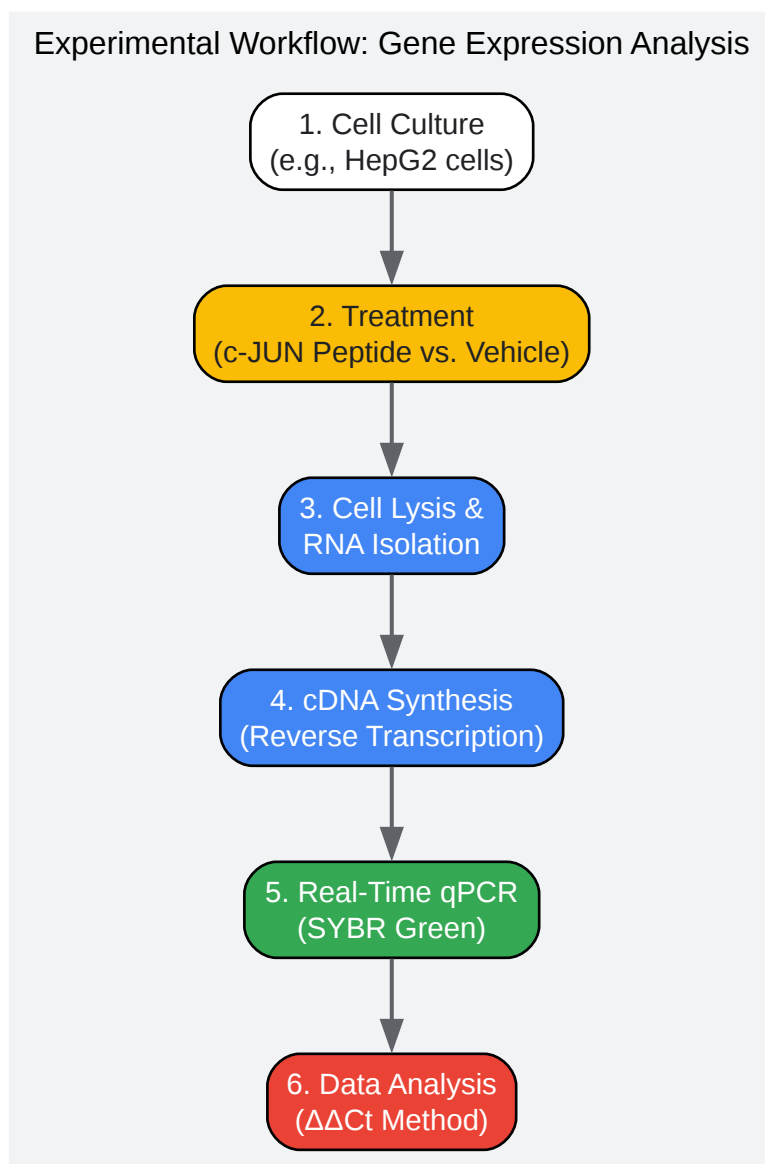 Experimental Workflow: Gene Expression Analysis
1. Cell Culture
(e.g., HepG2 cells)
2. Treatment
(c-JUN Peptide vs. Vehicle)
3. Cell Lysis &
RNA Isolation
4. cDNA Synthesis
(Reverse Transcription)
5. Real-Time qPCR
(SYBR Green)
6. Data Analysis
(ΔΔCt Method)